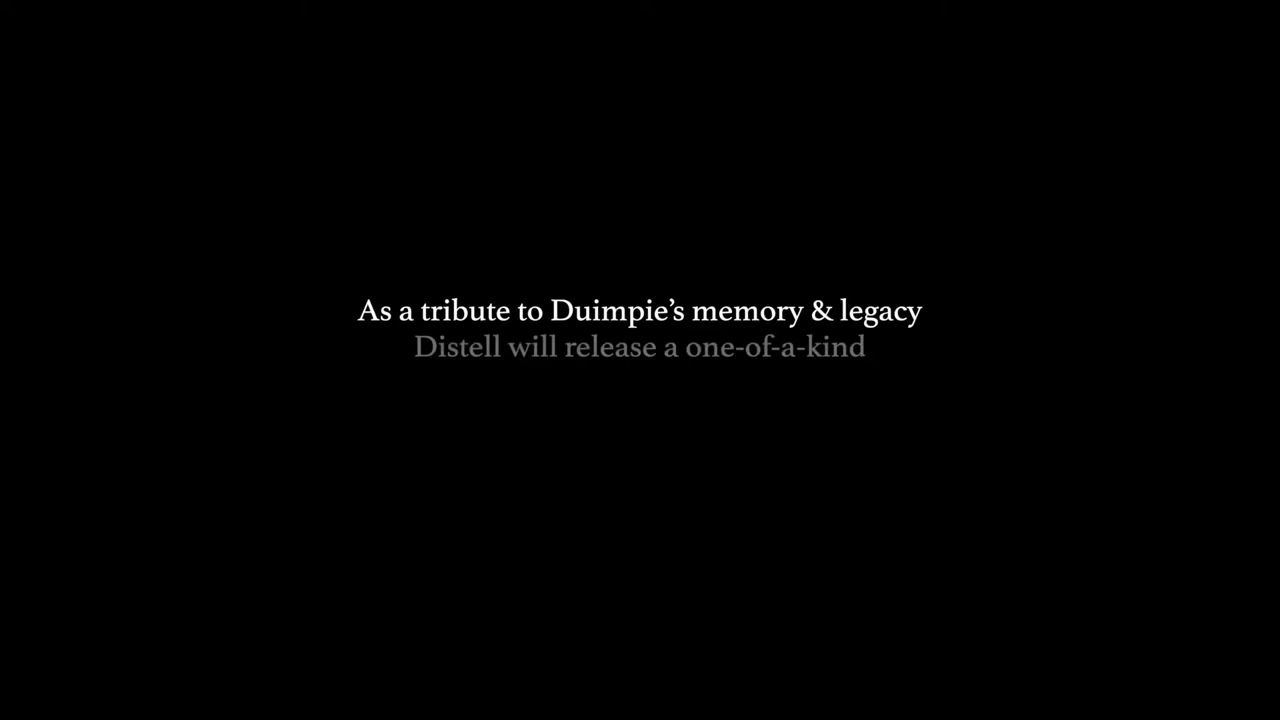 As a tribute to Duimpie’s memory & legacy
Distell will release a one-of-a-kind